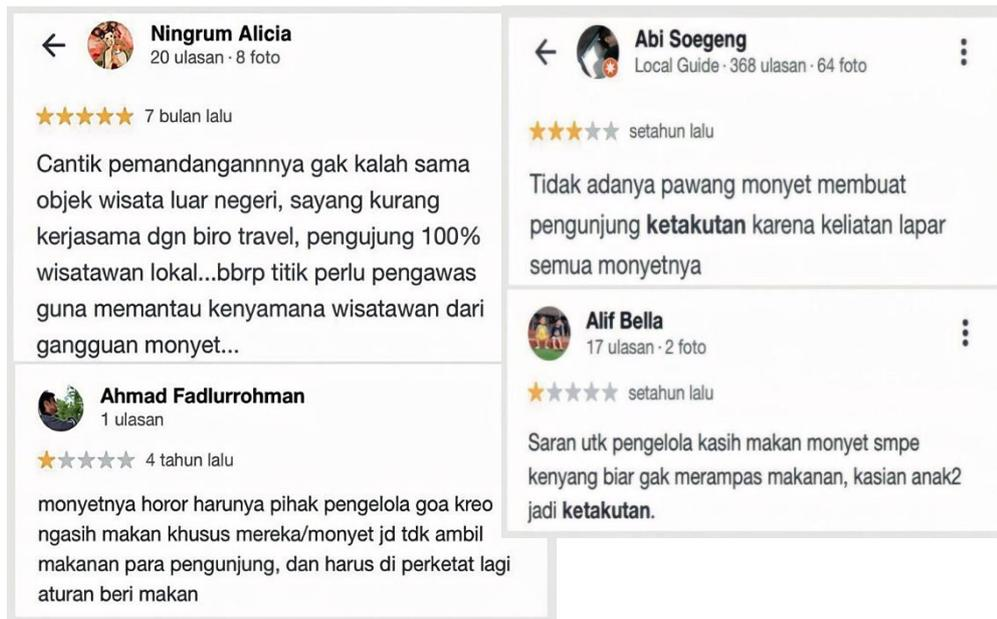 Ningrum Alicia
20 ulasan · 8 foto
7 bulan lalu
Cantik pemandangannnya gak kalah sama
objek wisata luar negeri, sayang kurang
kerjasama dgn biro travel, pengujung 100%
wisatawan lokal...bbrp titik perlu pengawas
guna memantau kenyamana wisatawan dari
gangguan monyet...
Ahmad Fadlurrohman
1 ulasan
4 tahun lalu
monyetnya horor harunya pihak pengelola goa kreo
ngasih makan khusus mereka/monyet jd tdk ambil
makanan para pengunjung, dan harus di perketat lagi
aturan beri makan
Abi Soegeng
Local Guide · 368 ulasan · 64 foto
setahun lalu
Tidak adanya pawang monyet membuat
pengunjung ketakutan karena keliatan lapar
semua monyetnya
Alif Bella
17 ulasan · 2 foto
setahun lalu
Saran utk pengelola kasih makan monyet smpe
kenyang biar gak merampas makanan, kasian anak2
jadi ketakutan.